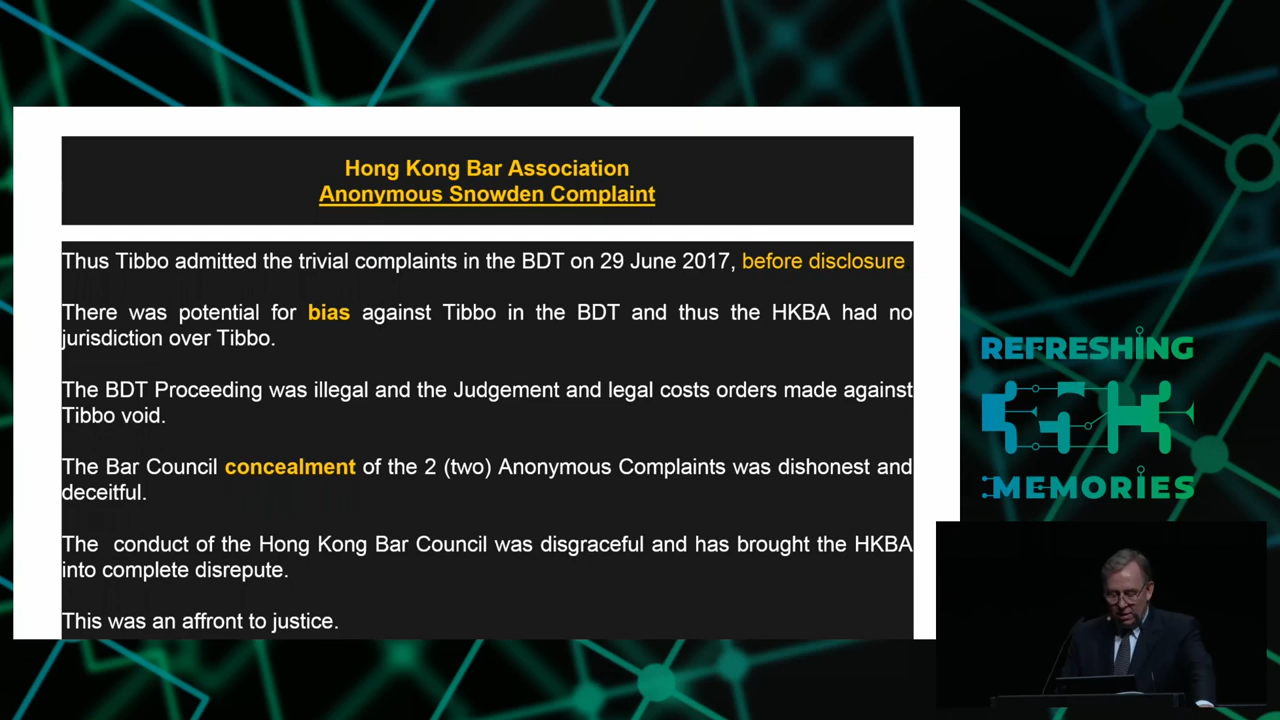 Hong Kong Bar Association
Anonymous Snowden Complaint
Thus Tibbo admitted the trivial complaints in the BDT on 29 June 2017, before disclosure
There was potential for bias against Tibbo in the BDT and thus the HKBA had no
jurisdiction over Tibbo.
The BDT Proceeding was illegal and the Judgement and legal costs orders made against
Tibbo void.
The Bar Council concealment of the 2 (two) Anonymous Complaints was dishonest and
deceitful.
The conduct of the Hong Kong Bar Council was disgraceful and has brought the HKBA
into complete disrepute.
This was an affront to justice.
REFRESHING
MEMORIES